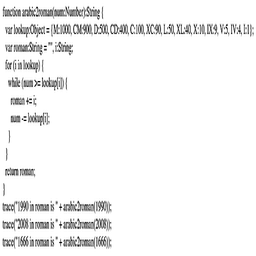 function arabic2roman(num:Number):String {
var lookup:Object = {M:1000, CM:900, D:500, CD:400, C:100, XC:90, L:50, XL:40, X:10, IX:9, V:5, IV:4, I:1};
var roman:String = "", i:String;
for (i in lookup) {
while (num >= lookup[i]) {
roman += i;
num -= lookup[i];
}
}
return roman;
}
trace("1990 in roman is " + arabic2roman(1990));
trace("2008 in roman is " + arabic2roman(2008));
trace("1666 in roman is " + arabic2roman(1666));